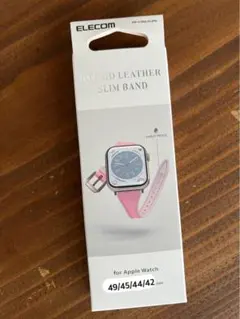 ELECOM
LEATHER
SLIM BAND
for Apple Watch
49/45/44/42